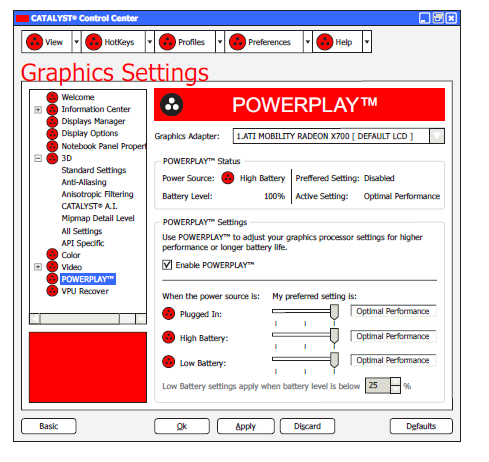 CATALYST® Control Center
View HotKeys Profiles Preferences Help
Graphics Settings
Welcome
Information Center
Displays Manager
Display Options
Notebook Panel Propert
3D
Standard Settings
Anti-Aliasing
Anisotropic Filtering
CATALYST® A.I.
Mipmap Detail Level
All Settings
API Specific
Color
Video
POWERPLAY™
VPU Recover
POWERPLAY™
Graphics Adapter: 1.ATI MOBILITY RADEON X700 [ DEFAULT LCD ]
POWERPLAY™ Status
Power Source: High Battery Preffered Setting: Disabled
Battery Level: 100% Active Setting: Optimal Performance
POWERPLAY™ Settings
Use POWERPLAY™ to adjust your graphics processor settings for higher
performance or longer battery life.
Enable POWERPLAY™
When the power source is: My preferred setting is:
Plugged In: Optimal Performance
High Battery: Optimal Performance
Low Battery: Optimal Performance
Low Battery settings apply when battery level is below 25 %
Basic Ok Apply Discard Defaults